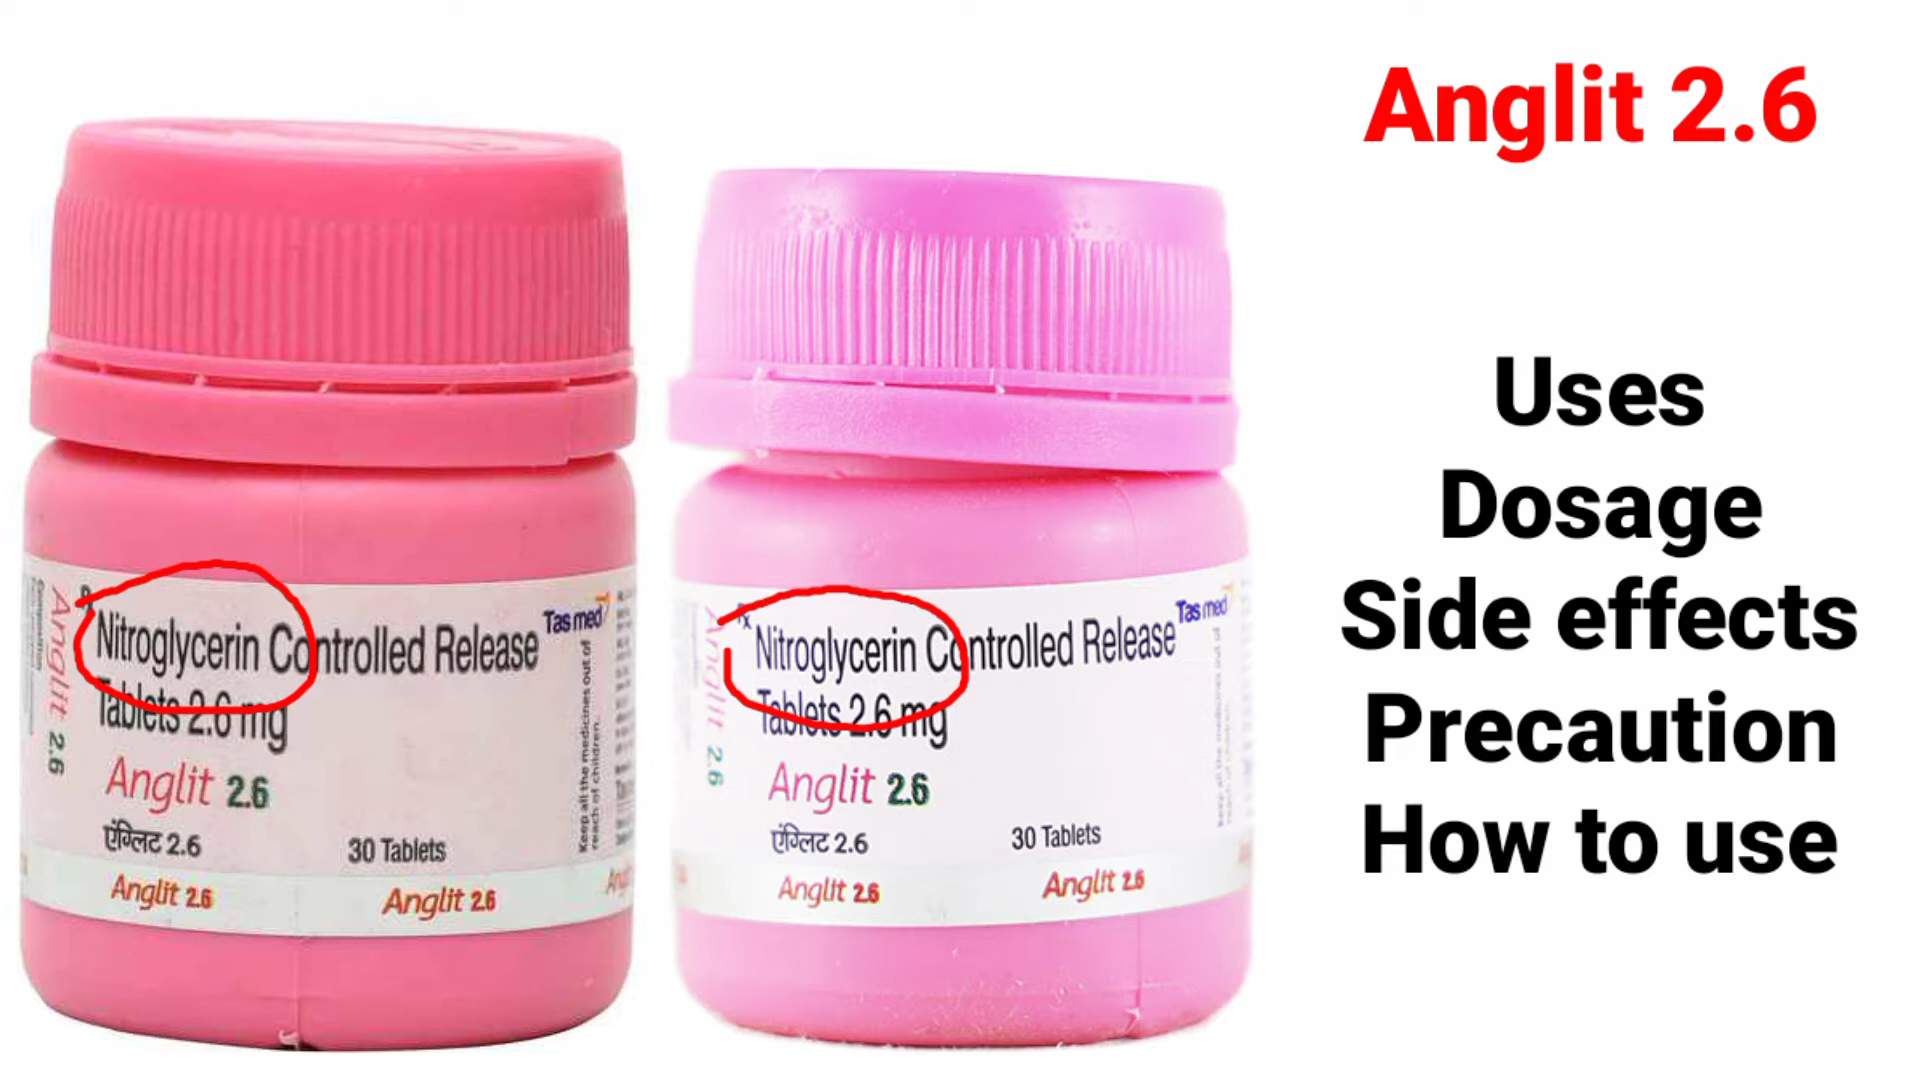 Anglit 2.6
Uses
Dosage
Side effects
Precaution
How to use
Rx
Nitroglycerin Controlled Release
Tablets 2.6 mg
Tas med
Anglit 2.6
एंग्लिट 2.6
30 Tablets
Anglit 2.6
Anglit 2.6
Anglit 2.6
Keep all the medicines out of
reach of children.
Rx
Nitroglycerin Controlled Release
Tablets 2.6 mg
Tas med
Anglit 2.6
एंग्लिट 2.6
30 Tablets
Anglit 2.6
Anglit 2.6
Anglit 2.6